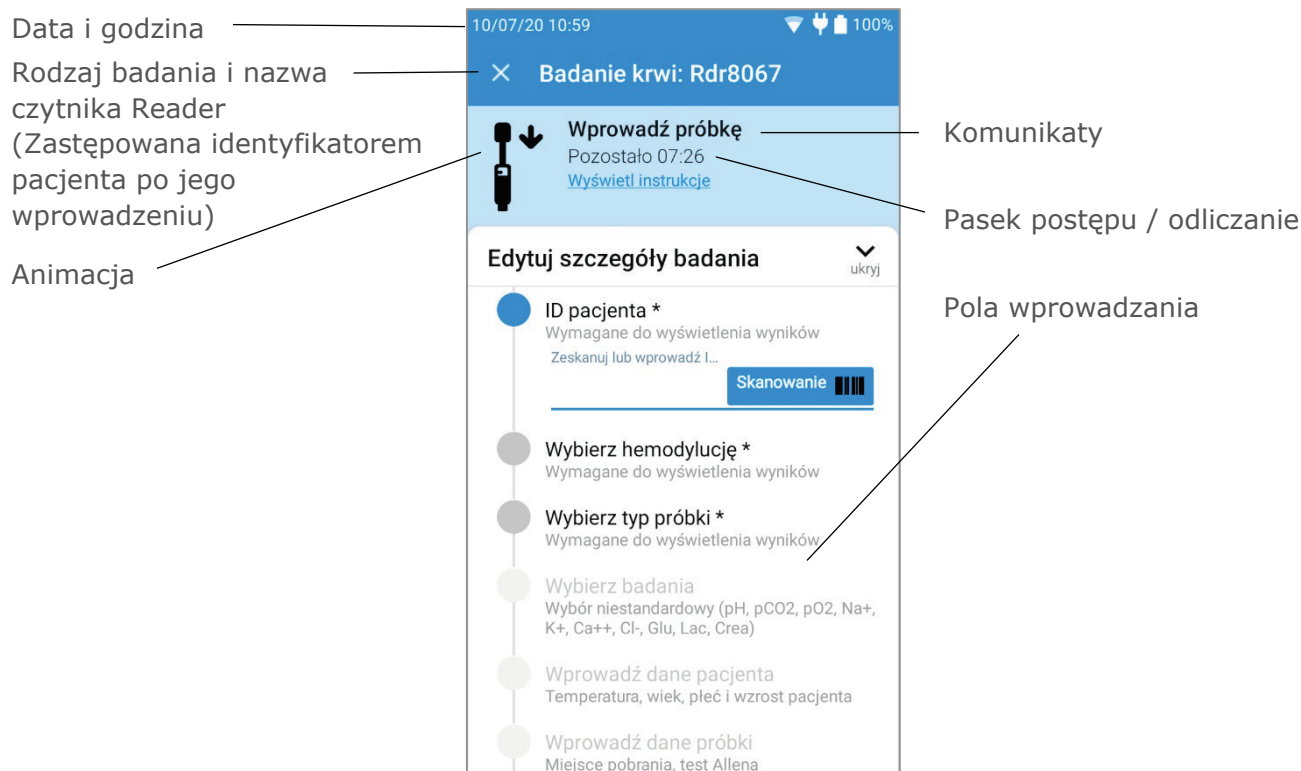 Data i godzina
Rodzaj badania i nazwa
czytnika Reader
(Zastępowana identyfikatorem
pacjenta po jego
wprowadzeniu)
Animacja
10/07/20 10:59
100%
Badanie krwi: Rdr8067
Wprowadź próbkę
Pozostało 07:26
Wyświetl instrukcje
Edytuj szczegóły badania
ukryj
ID pacjenta *
Wymagane do wyświetlenia wyników
Zeskanuj lub wprowadź I...
Skanowanie
Wybierz hemodylucję *
Wymagane do wyświetlenia wyników
Wybierz typ próbki *
Wymagane do wyświetlenia wyników
Wybierz badania
Wybór niestandardowy (pH, pCO2, pO2, Na+,
K+, Ca++, Cl-, Glu, Lac, Crea)
Wprowadź dane pacjenta
Temperatura, wiek, płeć i wzrost pacjenta
Wprowadź dane próbki
Miejsce pobrania, test Allena
Komunikaty
Pasek postępu / odliczanie
Pola wprowadzania